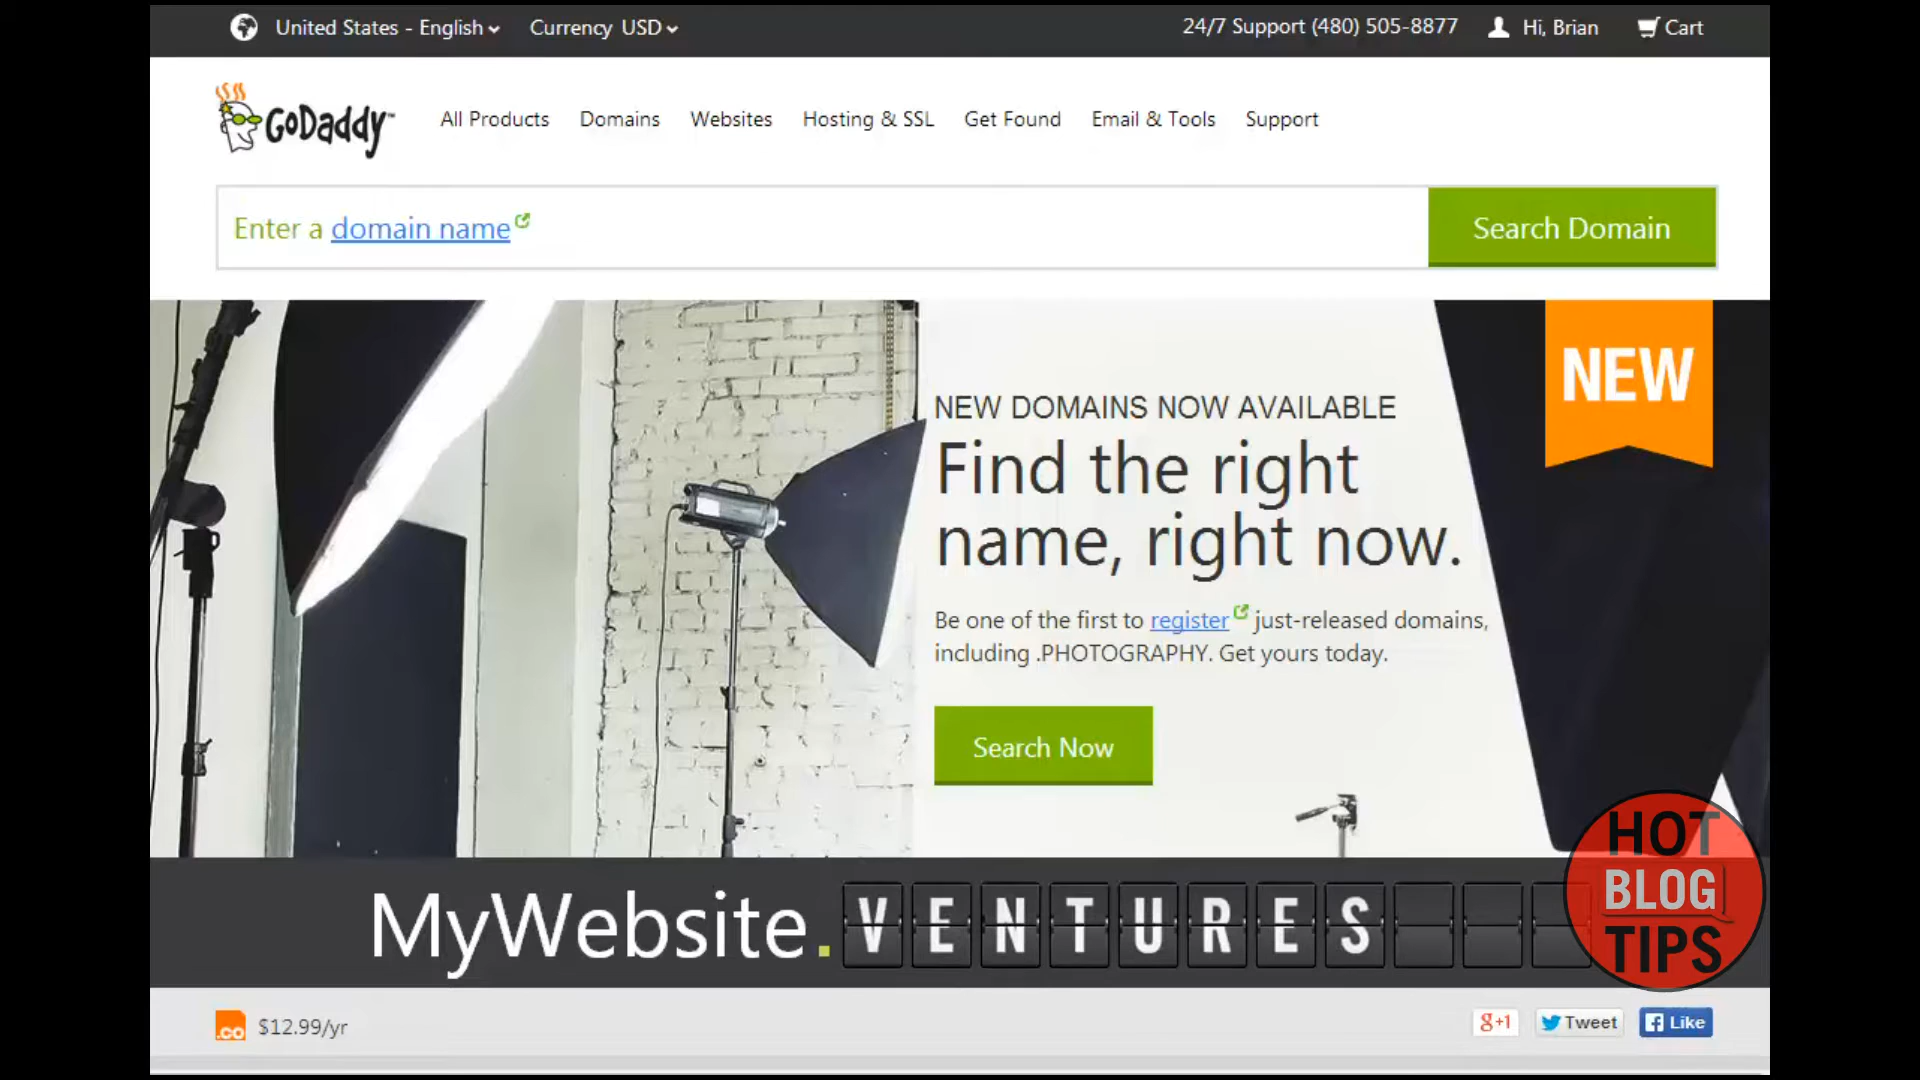 United States - English
Currency USD
24/7 Support (480) 505-8877
Hi, Brian
Cart
GoDaddy™
All Products
Domains
Websites
Hosting & SSL
Get Found
Email & Tools
Support
Enter a domain name
Search Domain
NEW
NEW DOMAINS NOW AVAILABLE
Find the right
name, right now.
Be one of the first to register just-released domains,
including .PHOTOGRAPHY. Get yours today.
Search Now
MyWebsite.VENTURES
HOT
BLOG
TIPS
.co $12.99/yr
g+1
Tweet
Like